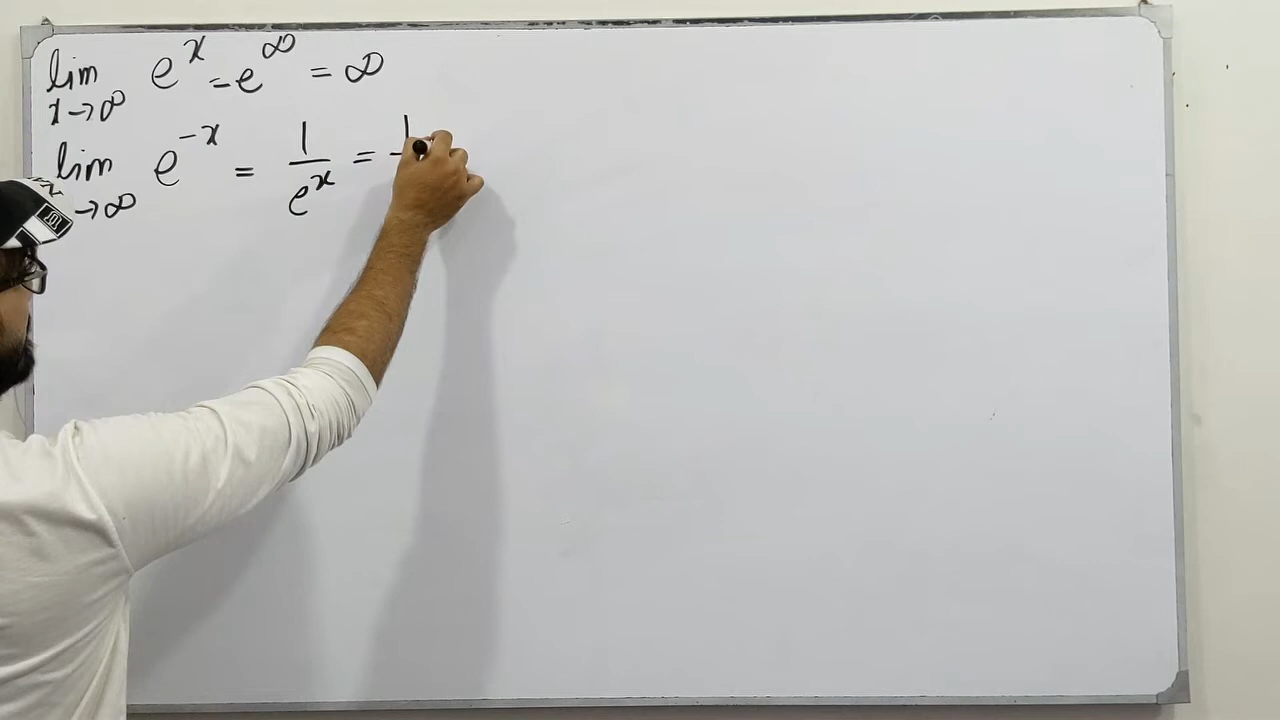 lim x→∞ e^x = e^∞ = ∞
lim →∞ e^-x = 1/e^x = 1